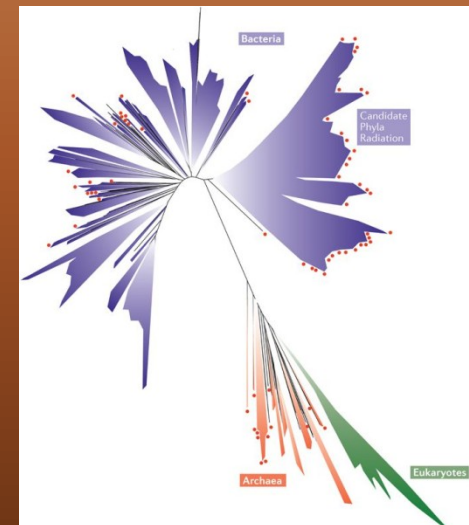 Bacteria
Candidate
Phyla
Radiation
Archaea
Eukaryotes